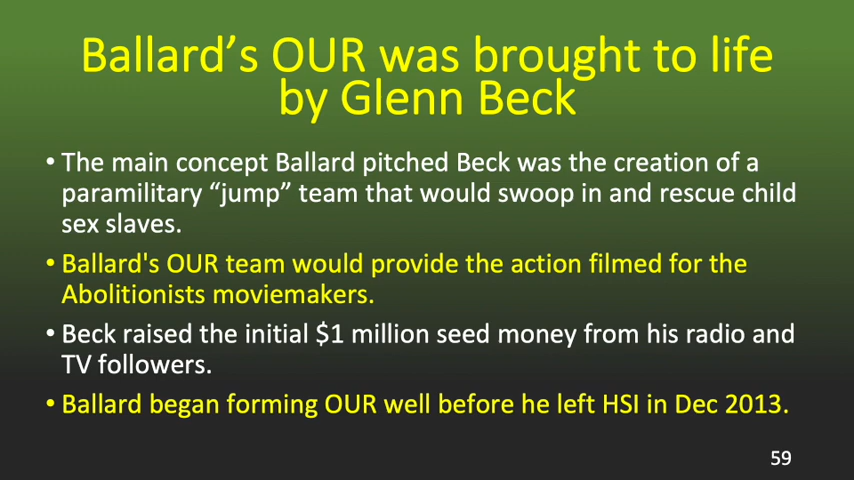 Ballard’s OUR was brought to life
by Glenn Beck
• The main concept Ballard pitched Beck was the creation of a
paramilitary “jump” team that would swoop in and rescue child
sex slaves.
• Ballard's OUR team would provide the action filmed for the
Abolitionists moviemakers.
• Beck raised the initial $1 million seed money from his radio and
TV followers.
• Ballard began forming OUR well before he left HSI in Dec 2013.
59